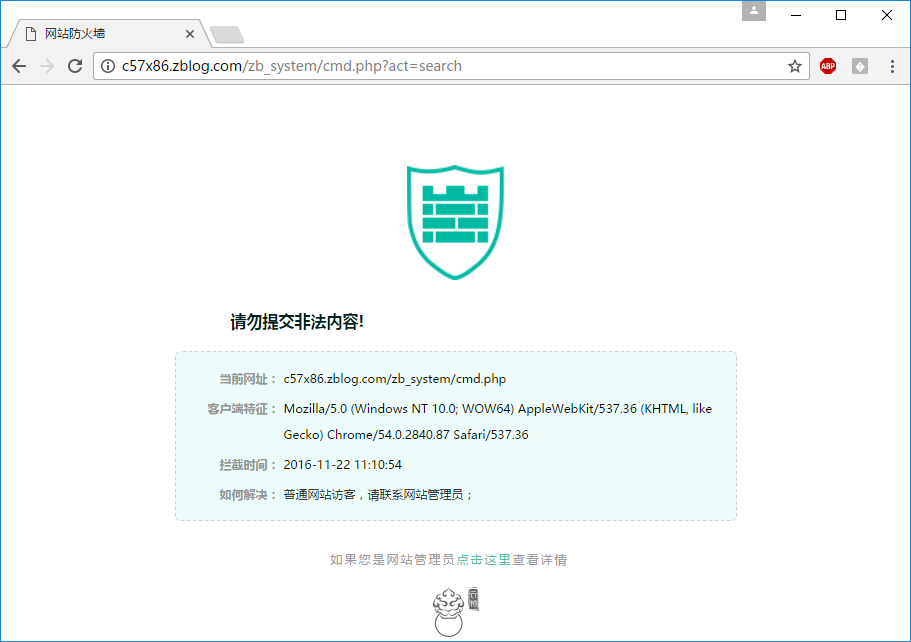 网站防火墙
c57x86.zblog.com/zb_system/cmd.php?act=search
ABP
请勿提交非法内容!
当前网址： c57x86.zblog.com/zb_system/cmd.php
客户端特征： Mozilla/5.0 (Windows NT 10.0; WOW64) AppleWebKit/537.36 (KHTML, like
Gecko) Chrome/54.0.2840.87 Safari/537.36
拦截时间： 2016-11-22 11:10:54
如何解决： 普通网站访客，请联系网站管理员；
如果您是网站管理员点击这里查看详情